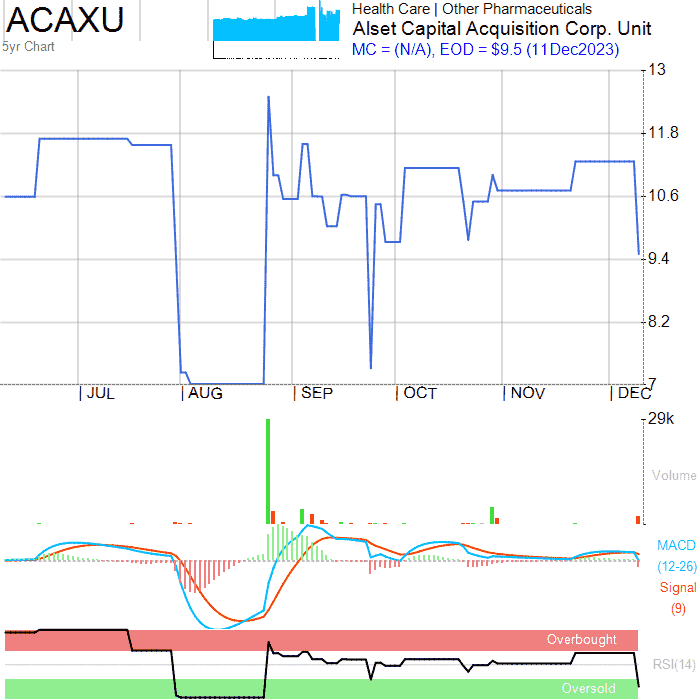 ACAXU
5yr Chart
Health Care | Other Pharmaceuticals
Alset Capital Acquisition Corp. Unit
MC = (N/A), EOD = $9.5 (11Dec2023)
13
11.8
10.6
9.4
8.2
7
| JUL | AUG | SEP | OCT | NOV | DEC
29k
Volume
MACD
(12-26)
Signal
(9)
Overbought
RSI(14)
Oversold